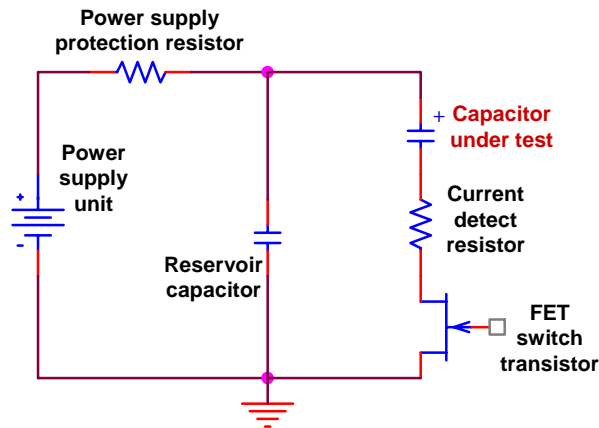 Power supply
protection resistor
+ Capacitor
under test
Power
supply
unit
+
-
Current
detect
resistor
Reservoir
capacitor
FET
switch
transistor